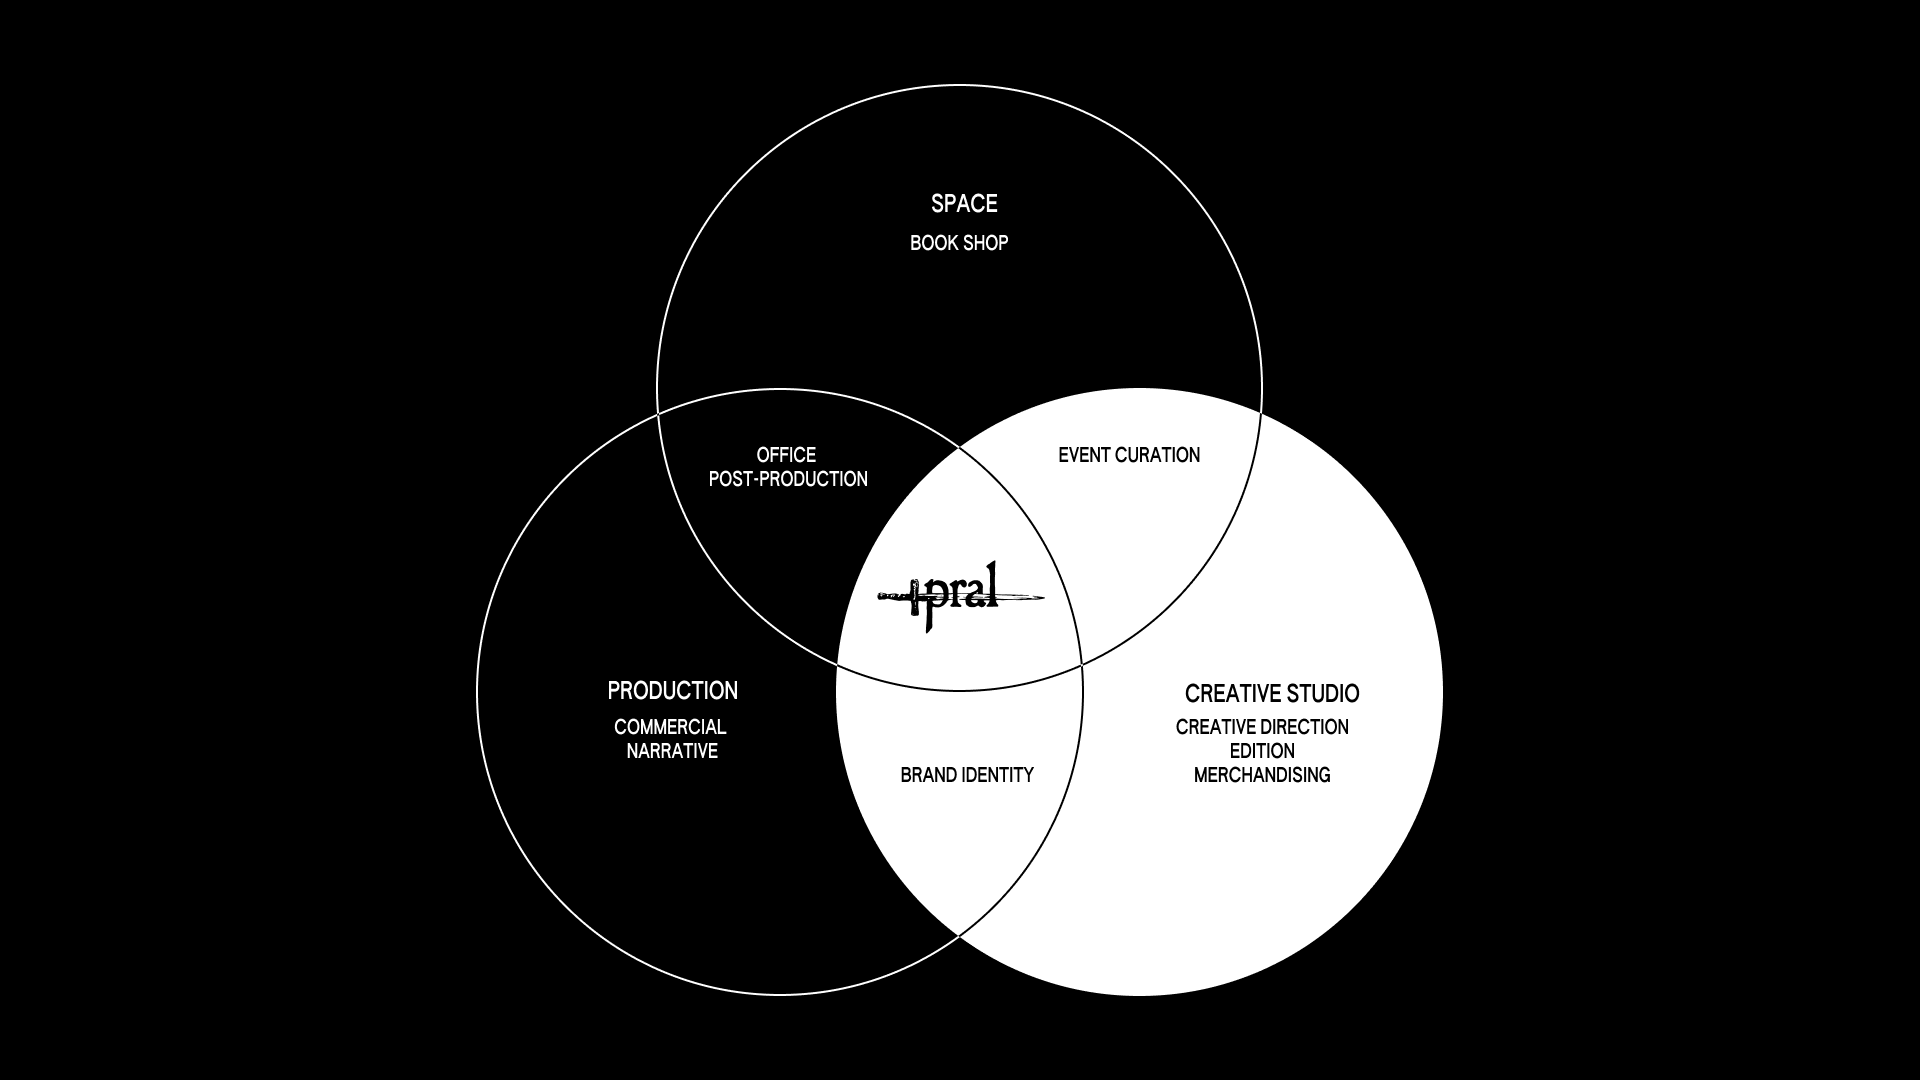 SPACE
BOOK SHOP
OFFICE
POST-PRODUCTION
EVENT CURATION
pral
PRODUCTION
COMMERCIAL
NARRATIVE
CREATIVE STUDIO
CREATIVE DIRECTION
EDITION
MERCHANDISING
BRAND IDENTITY